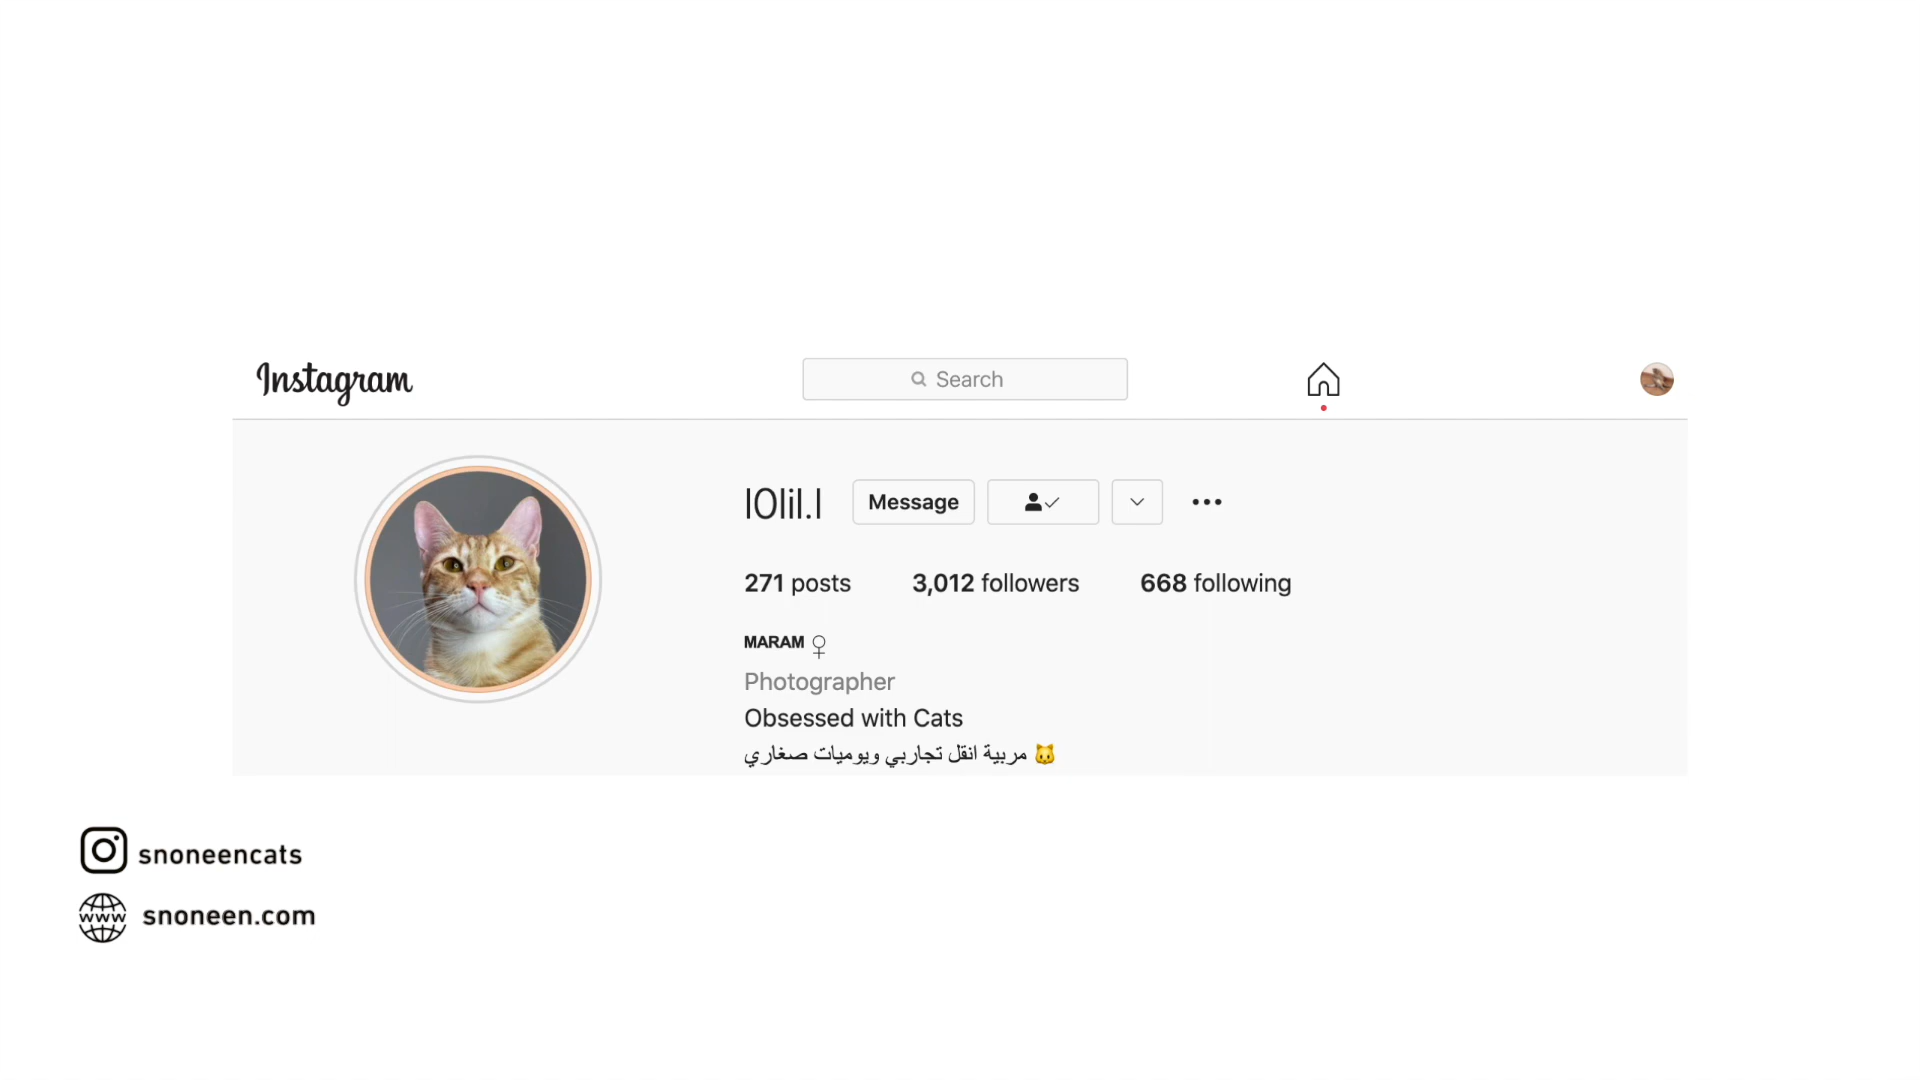 Instagram
Search
l0lil.l Message
271 posts 3,012 followers 668 following
MARAM ♀
Photographer
Obsessed with Cats
مربية انقل تجاربي ويوميات صغاري 🐱
snoneencats
www snoneen.com